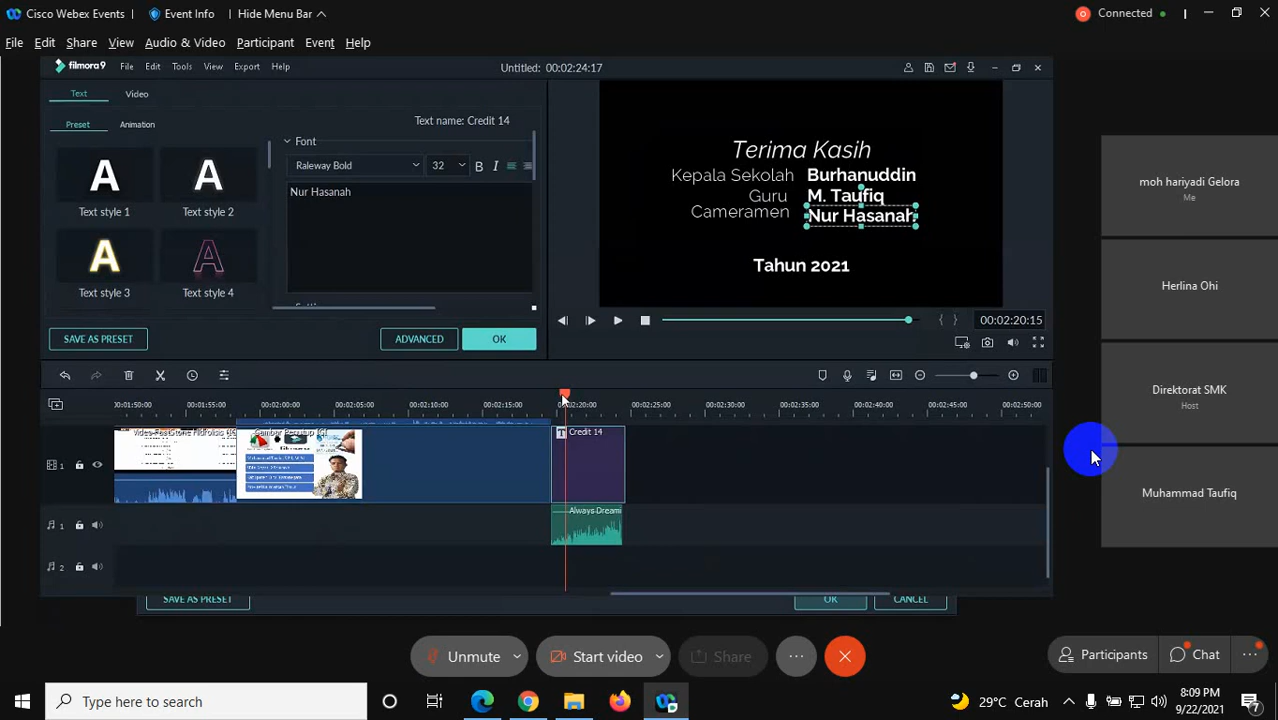 Cisco Webex Events
Event Info
Hide Menu Bar
Connected
File Edit Share View Audio & Video Participant Event Help
filmora9 File Edit Tools View Export Help
Untitled: 00:02:24:17
Text Video
Preset Animation
Text name: Credit 14
Font
Raleway Bold 32 B I
Nur Hasanah
A A
Text style 1 Text style 2
A A
Text style 3 Text style 4
SAVE AS PRESET ADVANCED OK
Terima Kasih
Kepala Sekolah Burhanuddin
Guru M. Taufiq
Cameramen Nur Hasanah
Tahun 2021
{ } 00:02:20:15
00:01:50:00 00:01:55:00 00:02:00:00 00:02:05:00 00:02:10:00 00:02:15:00 00:02:20:00 00:02:25:00 00:02:30:00 00:02:35:00 00:02:40:00 00:02:45:00 00:02:50:00
Credit 14
1
1 Always Dreami
2
SAVE AS PRESET OK CANCEL
moh hariyadi Gelora
Me
Herlina Ohi
Direktorat SMK
Host
Muhammad Taufiq
Unmute Start video Share Participants Chat
Type here to search
29°C Cerah
8:09 PM
9/22/2021
7